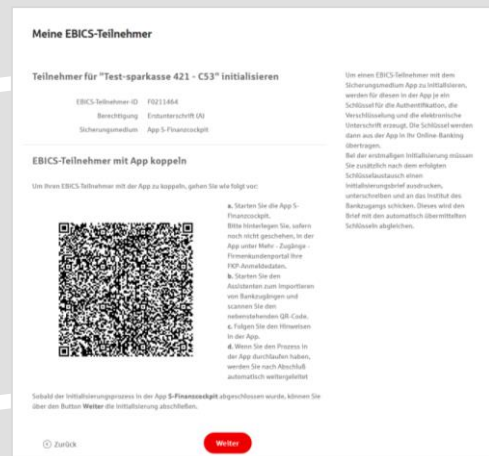 Meine EBICS-Teilnehmer
Teilnehmer für "Test-sparkasse 421 - C53" initialisieren
EBICS-Teilnehmer-ID F0211464
Berechtigung Erstunterschrift (A)
Sicherungsmedium App S-Finanzcockpit
EBICS-Teilnehmer mit App koppeln
Um Ihren EBICS-Teilnehmer mit der App zu koppeln, gehen Sie wie folgt vor:
a. Starten Sie die App S-
Finanzcockpit.
Bitte hinterlegen Sie, sofern
noch nicht geschehen, in der
App unter Mehr - Zugänge -
Firmenkundenportal Ihre
FKP-Anmeldedaten.
b. Starten Sie den
Assistenten zum Importieren
von Bankzugängen und
scannen Sie den
nebenstehenden QR-Code.
c. Folgen Sie den Hinweisen
in der App.
d. Wenn Sie den Prozess in
der App durchlaufen haben,
werden Sie nach Abschluß
automatisch weitergeleitet
Sobald der Initialisierungsprozess in der App S-Finanzcockpit abgeschlossen wurde, können Sie
über den Button Weiter die Initialisierung abschließen.
Zurück
Weiter
Um einen EBICS-Teilnehmer mit dem
Sicherungsmedium App zu initialisieren,
werden für diesen in der App je ein
Schlüssel für die Authentifikation, die
Verschlüsselung und die elektronische
Unterschrift erzeugt. Die Schlüssel werden
dann aus der App in Ihr Online Banking
übertragen.
Bei der erstmaligen Initialisierung müssen
Sie zusätzlich nach dem erfolgten
Schlüsselaustausch einen
Initialisierungsbrief ausdrucken,
unterschreiben und an das Institut des
Bankzugangs schicken. Dieses wird den
Brief mit den automatisch übermittelten
Schlüsseln abgleichen.